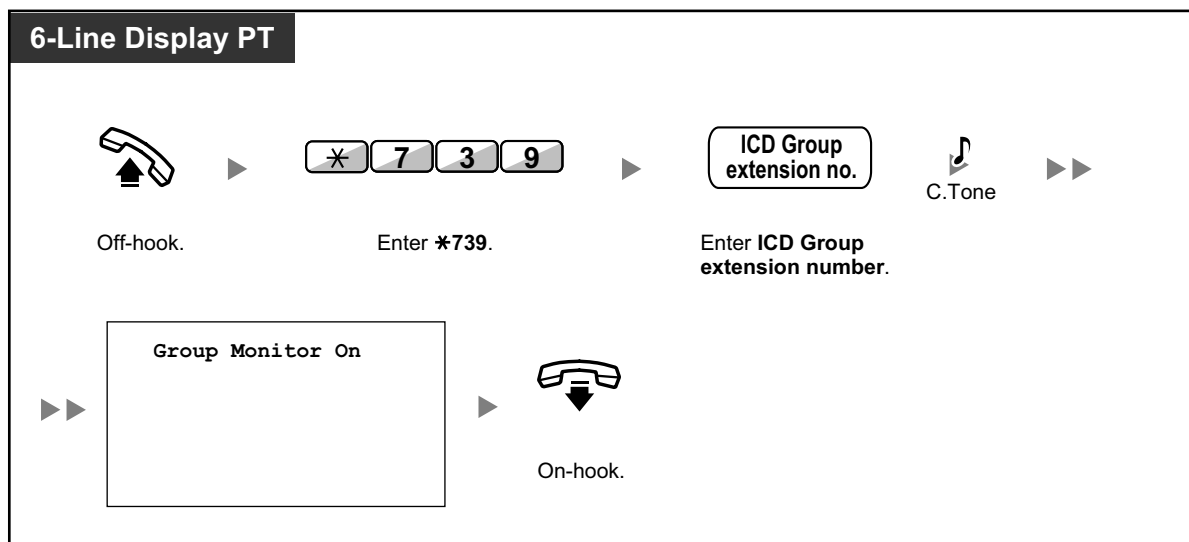 6-Line Display PT
* 7 3 9
ICD Group
extension no.
C.Tone
Off-hook.
Enter *739.
Enter ICD Group
extension number.
Group Monitor On
On-hook.